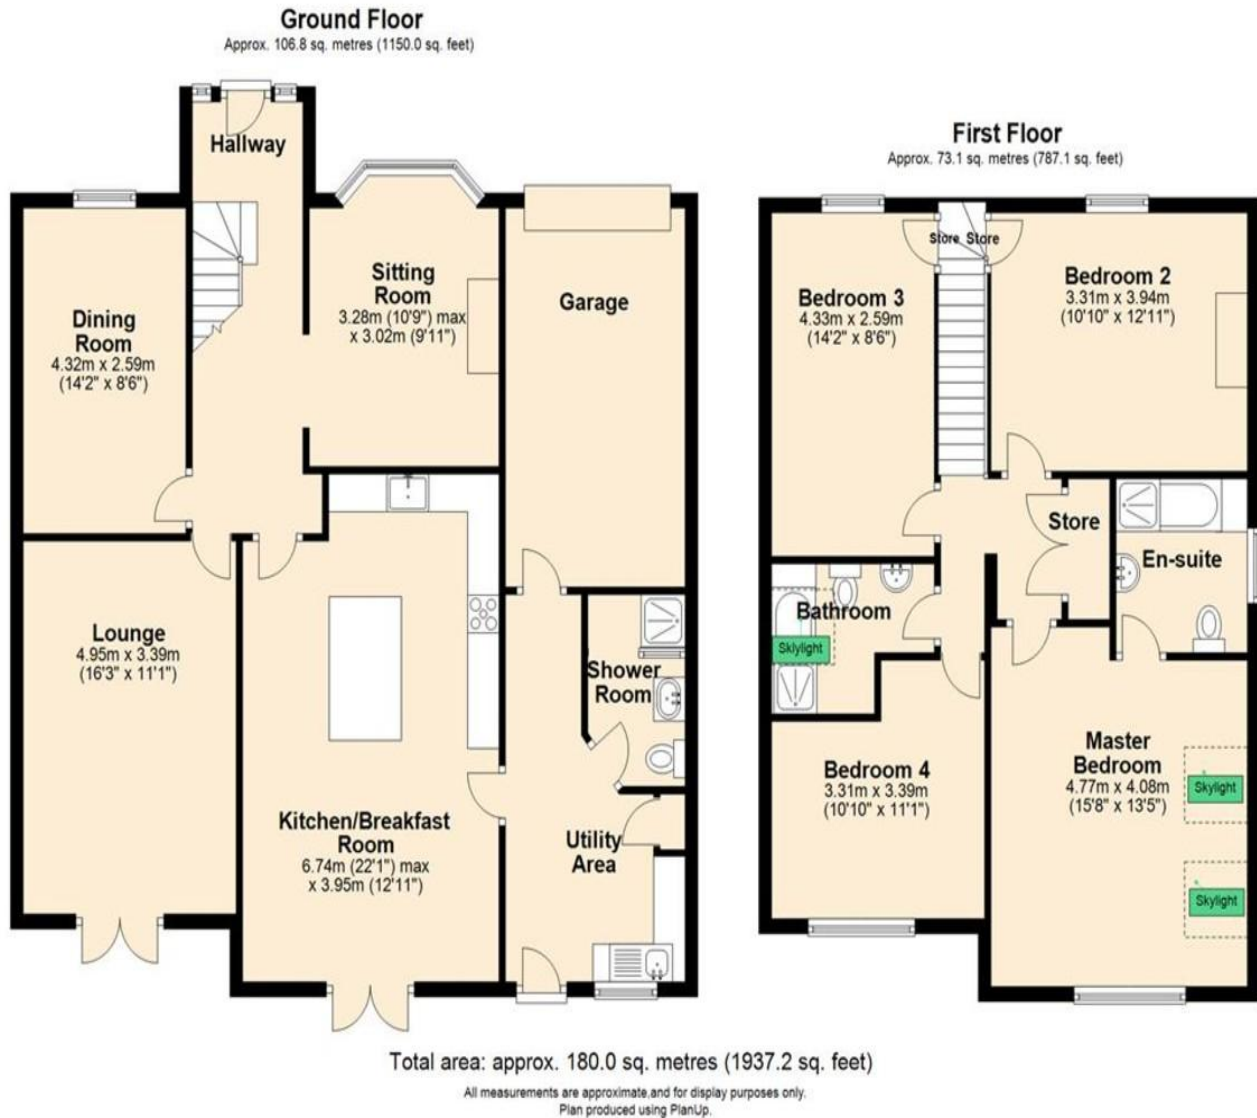 Ground Floor
Approx. 106.8 sq. metres (1150.0 sq. feet)
Hallway
Sitting
Room
3.28m (10'9") max
x 3.02m (9'11")
Garage
Dining
Room
4.32m x 2.59m
(14'2" x 8'6")
Lounge
4.95m x 3.39m
(16'3" x 11'1")
Shower
Room
Kitchen/Breakfast
Room
6.74m (22'1") max
x 3.95m (12'11")
Utility
Area
First Floor
Approx. 73.1 sq. metres (787.1 sq. feet)
Store Store
Bedroom 2
3.31m x 3.94m
(10'10" x 12'11")
Bedroom 3
4.33m x 2.59m
(14'2" x 8'6")
Store
En-suite
Bathroom
Sklylight
Master
Bedroom
4.77m x 4.08m
(15'8" x 13'5")
Skylight
Bedroom 4
3.31m x 3.39m
(10'10" x 11'1")
Skylight
Total area: approx. 180.0 sq. metres (1937.2 sq. feet)
All measurements are approximate,and for display purposes only.
Plan produced using PlanUp.